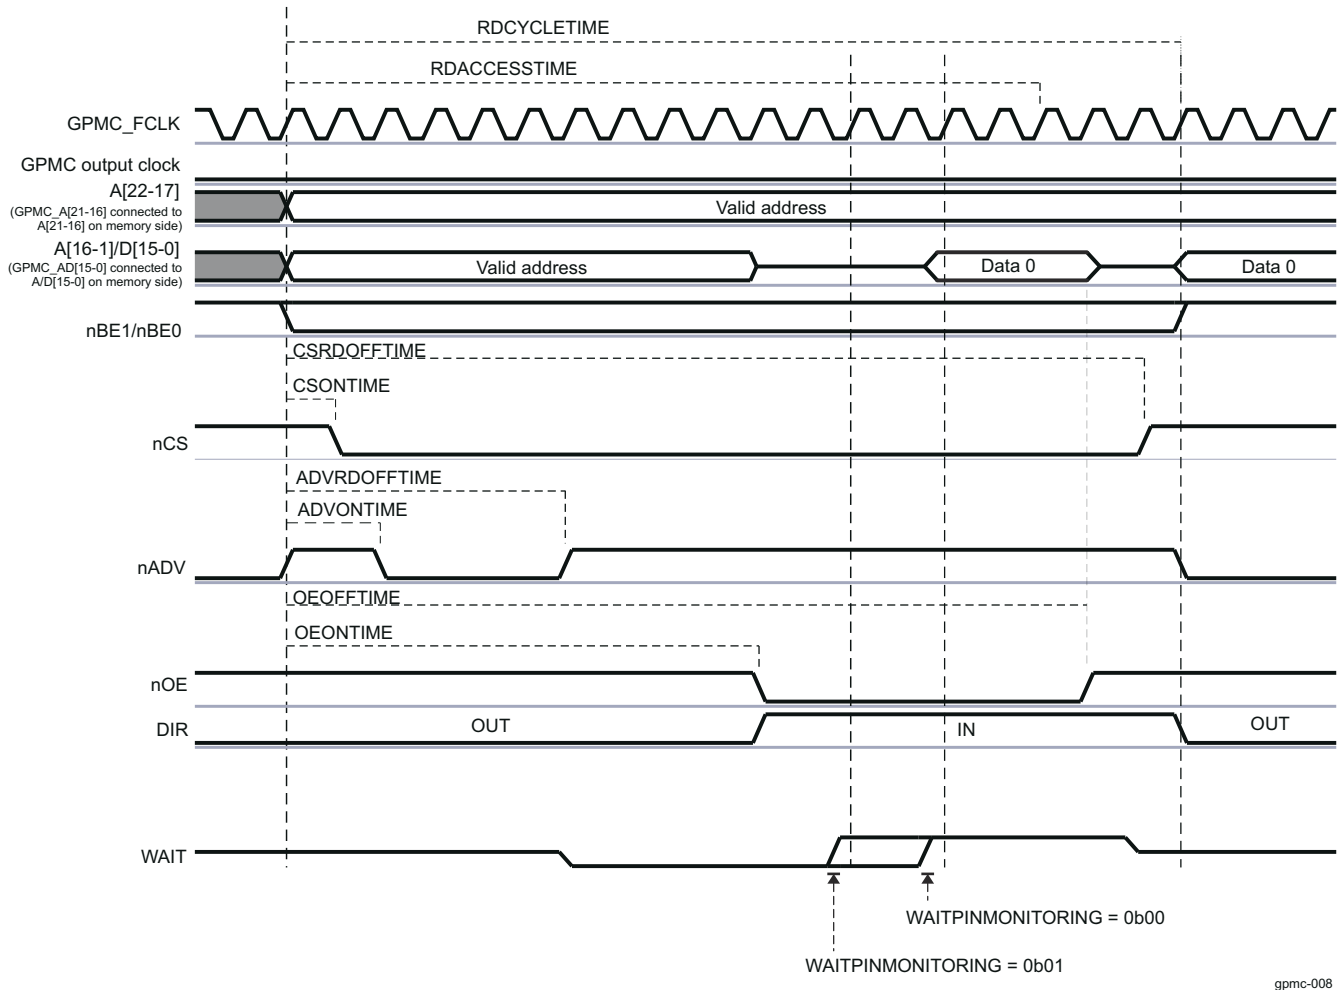 RDCYCLETIME
RDACCESSTIME
GPMC_FCLK
GPMC output clock
A[22-17]
(GPMC_A[21-16] connected to
A[21-16] on memory side)
Valid address
A[16-1]/D[15-0]
(GPMC_AD[15-0] connected to
A/D[15-0] on memory side)
Valid address
Data 0
Data 0
nBE1/nBE0
CSRDOFFTIME
CSONTIME
nCS
ADVRDOFFTIME
ADVONTIME
nADV
OEOFFTIME
OEONTIME
nOE
DIR
OUT
IN
OUT
WAIT
WAITPINMONITORING = 0b00
WAITPINMONITORING = 0b01
gpmc-008